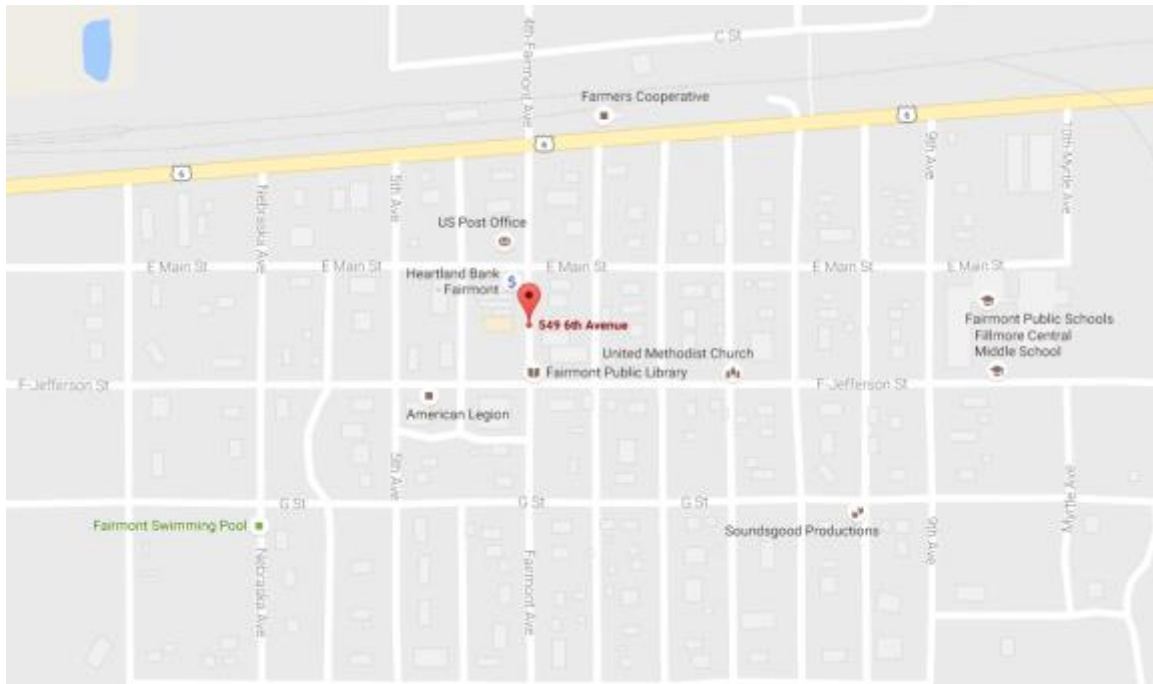 C St
4th-Fairmont Ave
Farmers Cooperative
6
6
6
9th Ave
10th-Myrtle Ave
Nebraska Ave
5th Ave
US Post Office
E Main St
E Main St
E Main St
E Main St
E Main St
Heartland Bank
- Fairmont
$
549 6th Avenue
Fairmont Public Schools
Fillmore Central
Middle School
United Methodist Church
Fairmont Public Library
F-Jefferson St
F-Jefferson St
American Legion
5th Ave
Myrtle Ave
G St
G St
G St
Fairmont Swimming Pool
Soundsgood Productions
9th Ave
Nebraska Ave
Fairmont Ave